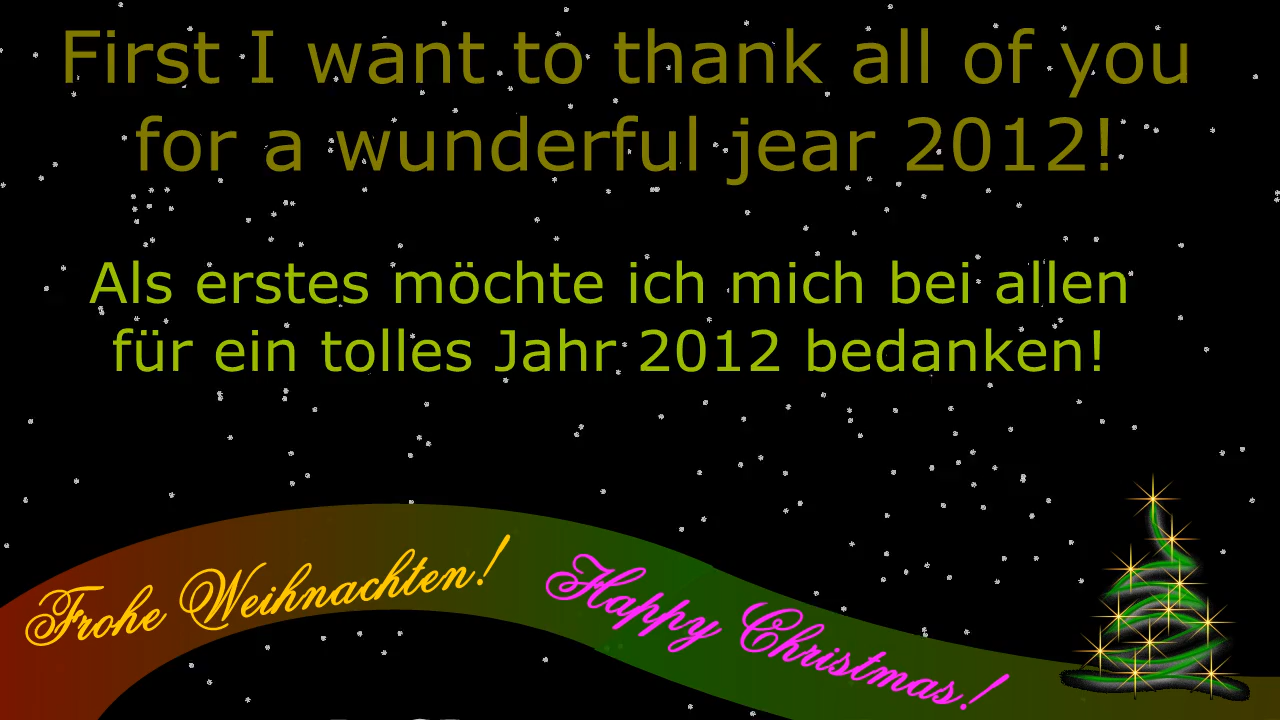 First I want to thank all of you
for a wunderful jear 2012!
Als erstes möchte ich mich bei allen
für ein tolles Jahr 2012 bedanken!
Frohe Weihnachten!
Happy Christmas!